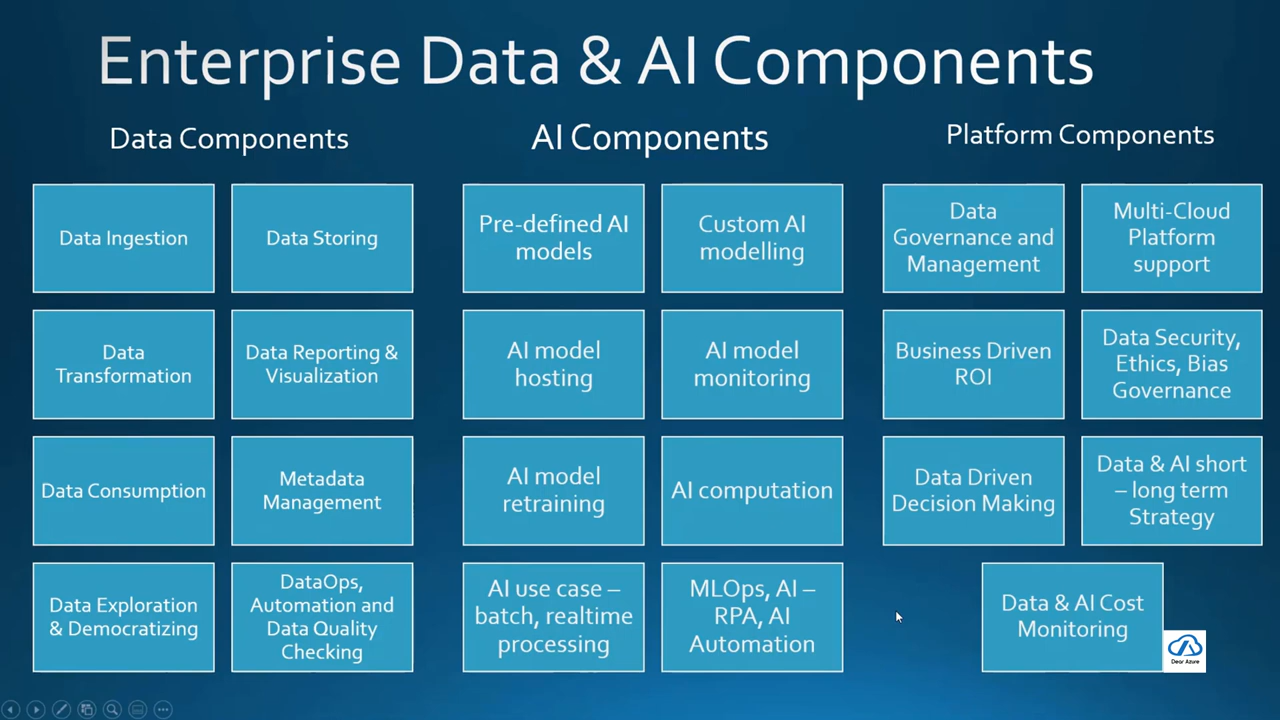 Enterprise Data & AI Components
Data Components
Data Ingestion
Data Storing
Data
Transformation
Data Reporting &
Visualization
Data Consumption
Metadata
Management
Data Exploration
& Democratizing
DataOps,
Automation and
Data Quality
Checking
AI Components
Pre-defined AI
models
Custom AI
modelling
AI model
hosting
AI model
monitoring
AI model
retraining
AI computation
AI use case –
batch, realtime
processing
MLOps, AI –
RPA, AI
Automation
Platform Components
Data
Governance and
Management
Multi-Cloud
Platform
support
Business Driven
ROI
Data Security,
Ethics, Bias
Governance
Data Driven
Decision Making
Data & AI short
– long term
Strategy
Data & AI Cost
Monitoring
Dear Azure